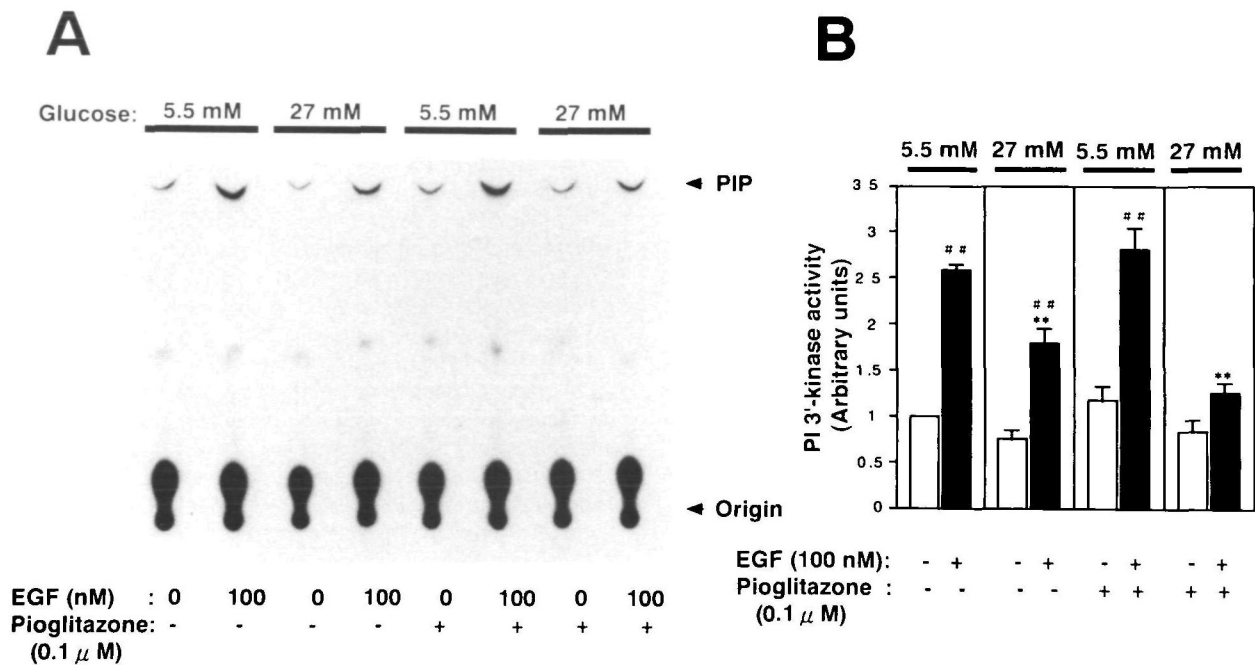 A
Glucose: 5.5 mM 27 mM 5.5 mM 27 mM
PIP
Origin
EGF (nM) : 0 100 0 100 0 100 0 100
Pioglitazone: - - - - + + + +
(0.1 μ M)
B
5.5 mM 27 mM 5.5 mM 27 mM
PI 3'-kinase activity
(Arbitrary units)
3 5
3
2 5
2
1.5
1
0.5
0
# #
# #
**
# #
**
EGF (100 nM): - + - + - + - +
Pioglitazone : - - - - + + + +
(0.1 μ M)